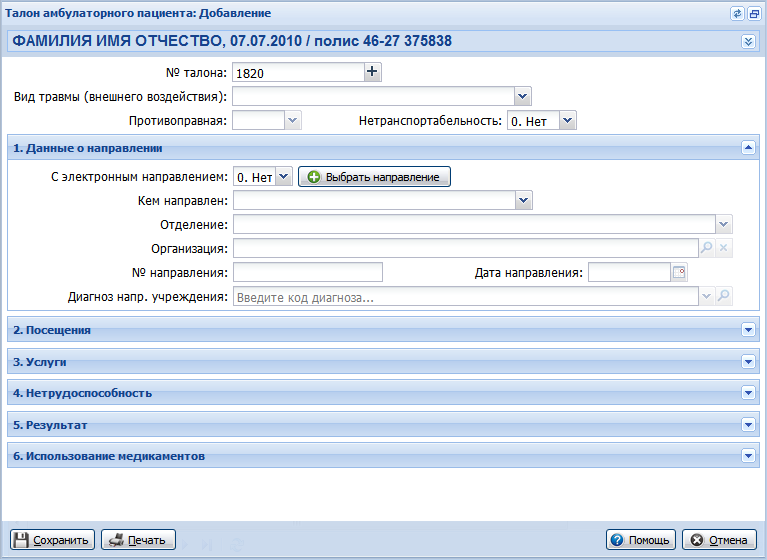 Талон амбулаторного пациента: Добавление
ФАМИЛИЯ ИМЯ ОТЧЕСТВО, 07.07.2010 / полис 46-27 375838
№ талона: 1820
Вид травмы (внешнего воздействия):
Противоправная: Нетранспортабельность: 0. Нет
1. Данные о направлении
С электронным направлением: 0. Нет Выбрать направление
Кем направлен:
Отделение:
Организация:
№ направления: Дата направления:
Диагноз напр. учреждения: Введите код диагноза...
2. Посещения
3. Услуги
4. Нетрудоспособность
5. Результат
6. Использование медикаментов
Сохранить Печать Помощь Отмена